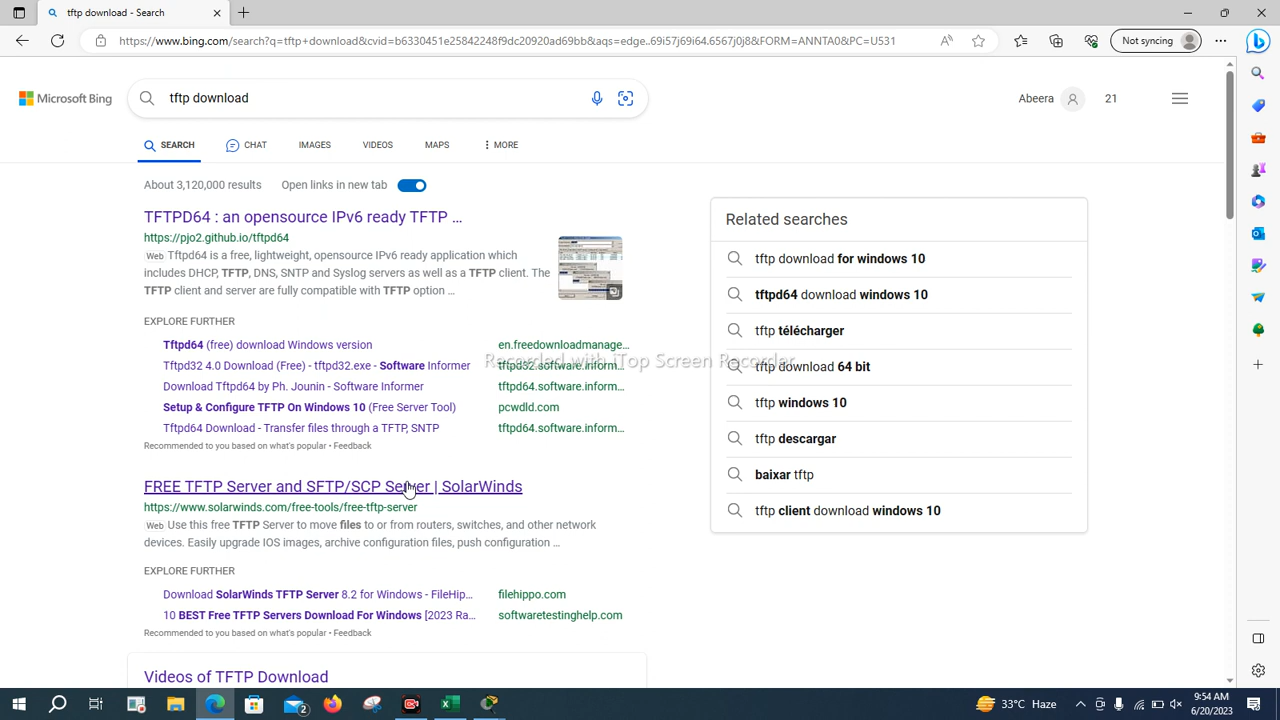 tftp download - Search
https://www.bing.com/search?q=tftp+download&cvid=b6330451e25842248f9dc20920ad69bb&aqs=edge..69i57j69i64.6567j0j8&FORM=ANNTA0&PC=U531
Not syncing
Microsoft Bing
tftp download
Abeera
21
SEARCH
CHAT
IMAGES
VIDEOS
MAPS
MORE
About 3,120,000 results
Open links in new tab
TFTPD64 : an opensource IPv6 ready TFTP ...
https://pjo2.github.io/tftpd64
Web Tftpd64 is a free, lightweight, opensource IPv6 ready application which
includes DHCP, TFTP, DNS, SNTP and Syslog servers as well as a TFTP client. The
TFTP client and server are fully compatible with TFTP option ...
EXPLORE FURTHER
Tftpd64 (free) download Windows version
en.freedownloadmanage...
Tftpd32 4.0 Download (Free) - tftpd32.exe - Software Informer
tftpd32.software.inform...
Download Tftpd64 by Ph. Jounin - Software Informer
tftpd64.software.inform...
Setup & Configure TFTP On Windows 10 (Free Server Tool)
pcwdld.com
Tftpd64 Download - Transfer files through a TFTP, SNTP
tftpd64.software.inform...
Recommended to you based on what's popular • Feedback
FREE TFTP Server and SFTP/SCP Server | SolarWinds
https://www.solarwinds.com/free-tools/free-tftp-server
Web Use this free TFTP Server to move files to or from routers, switches, and other network
devices. Easily upgrade IOS images, archive configuration files, push configuration ...
EXPLORE FURTHER
Download SolarWinds TFTP Server 8.2 for Windows - FileHip...
filehippo.com
10 BEST Free TFTP Servers Download For Windows [2023 Ra...
softwaretestinghelp.com
Recommended to you based on what's popular • Feedback
Videos of TFTP Download
Related searches
tftp download for windows 10
tftpd64 download windows 10
tftp télécharger
tftp download 64 bit
tftp windows 10
tftp descargar
baixar tftp
tftp client download windows 10
Recorded with iTop Screen Recorder
33°C Haze
9:54 AM
6/20/2023